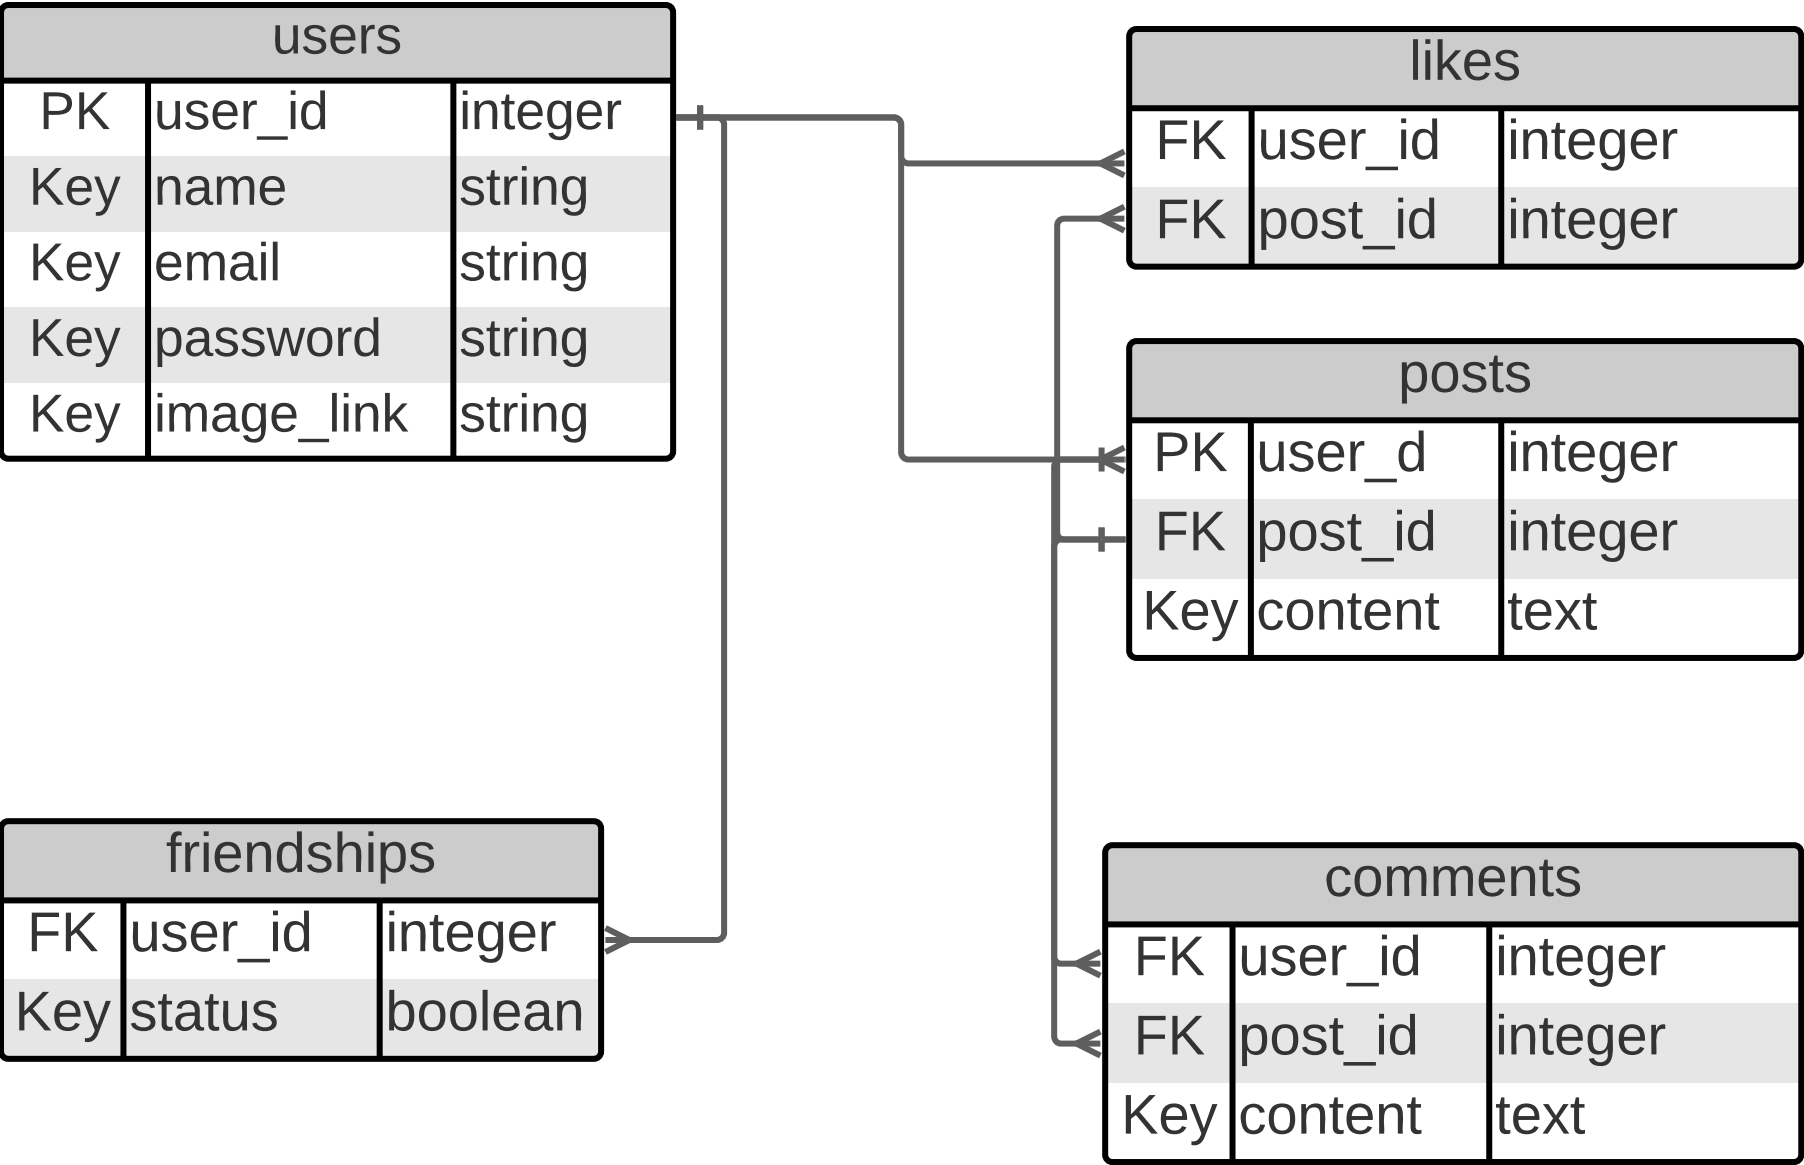 users
PK user_id integer
Key name string
Key email string
Key password string
Key image_link string
likes
FK user_id integer
FK post_id integer
posts
PK user_d integer
FK post_id integer
Key content text
friendships
FK user_id integer
Key status boolean
comments
FK user_id integer
FK post_id integer
Key content text